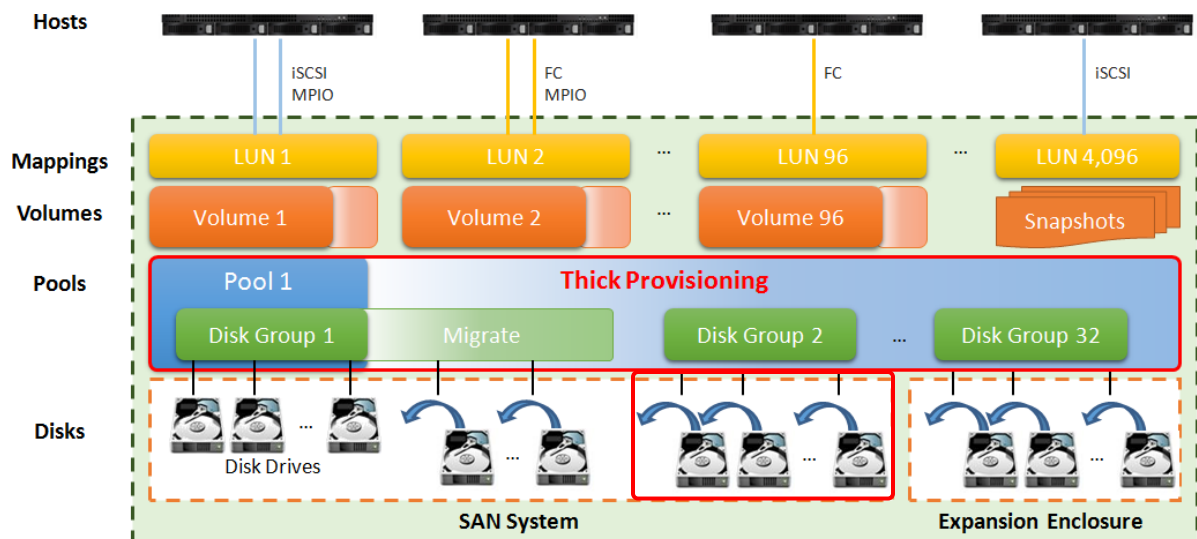 Hosts
iSCSI
MPIO
FC
MPIO
FC
iSCSI
Mappings
LUN 1
LUN 2
...
LUN 96
...
LUN 4,096
Volumes
Volume 1
Volume 2
...
Volume 96
Snapshots
Pools
Pool 1
Thick Provisioning
Disk Group 1
Migrate
Disk Group 2
...
Disk Group 32
Disks
...
...
...
...
Disk Drives
SAN System
Expansion Enclosure